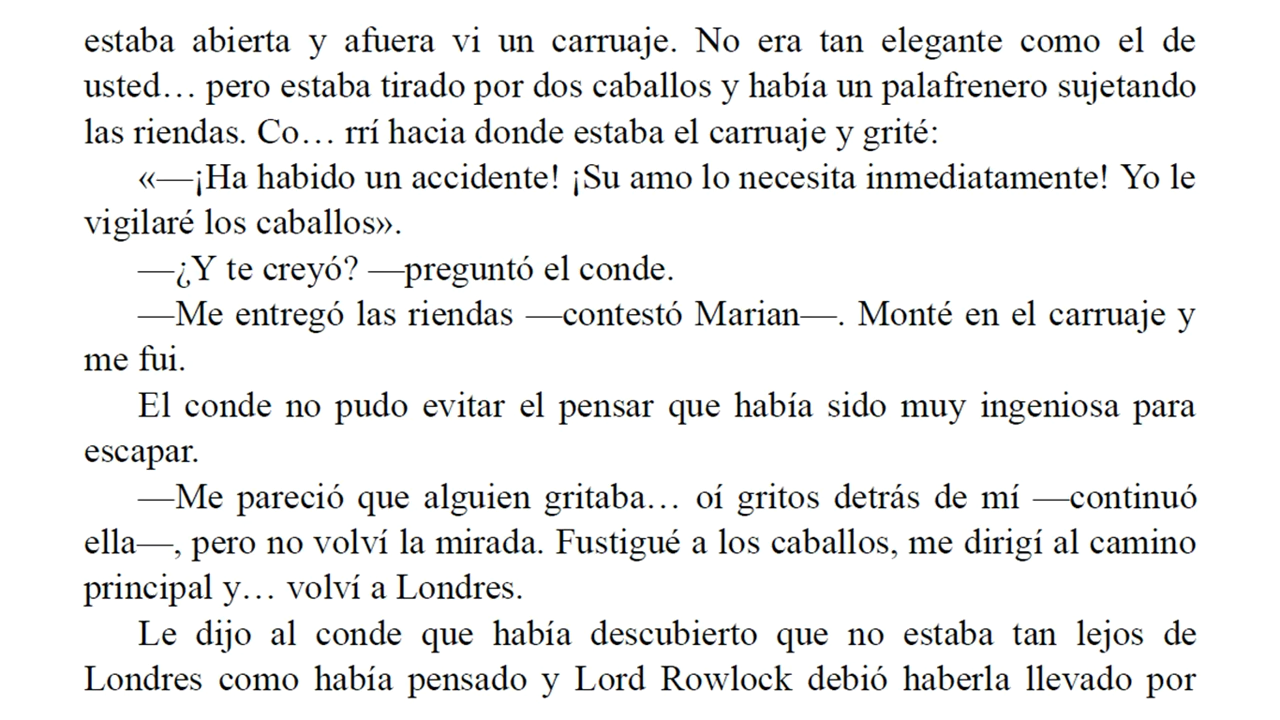 estaba abierta y afuera vi un carruaje. No era tan elegante como el de
usted… pero estaba tirado por dos caballos y había un palafrenero sujetando
las riendas. Co… rrí hacia donde estaba el carruaje y grité:
«—¡Ha habido un accidente! ¡Su amo lo necesita inmediatamente! Yo le
vigilaré los caballos».
—¿Y te creyó? —preguntó el conde.
—Me entregó las riendas —contestó Marian—. Monté en el carruaje y
me fui.
El conde no pudo evitar el pensar que había sido muy ingeniosa para
escapar.
—Me pareció que alguien gritaba… oí gritos detrás de mí —continuó
ella—, pero no volví la mirada. Fustigué a los caballos, me dirigí al camino
principal y… volví a Londres.
Le dijo al conde que había descubierto que no estaba tan lejos de
Londres como había pensado y Lord Rowlock debió haberla llevado por